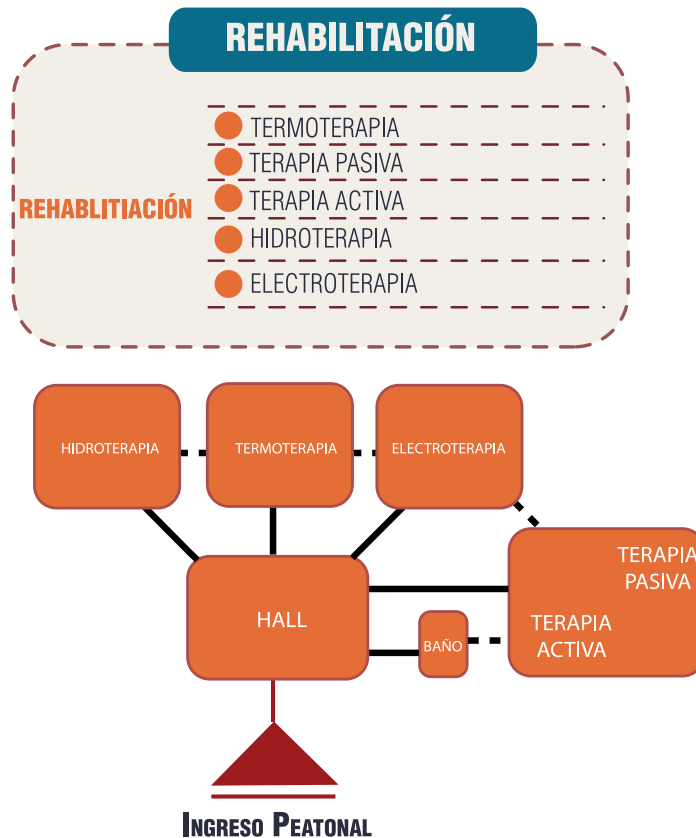 REHABILITACIÓN
TERMOTERAPIA
TERAPIA PASIVA
REHABLITIACIÓN
TERAPIA ACTIVA
HIDROTERAPIA
ELECTROTERAPIA
HIDROTERAPIA
TERMOTERAPIA
ELECTROTERAPIA
TERAPIA
PASIVA
HALL
TERAPIA
ACTIVA
BAÑO
INGRESO PEATONAL